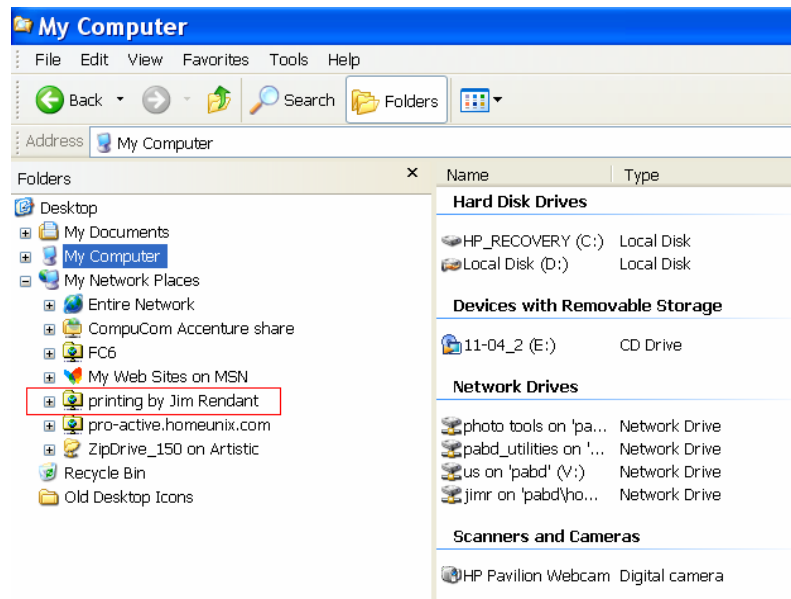 My Computer
File Edit View Favorites Tools Help
Back Search Folders
Address My Computer
Folders
Desktop
My Documents
My Computer
My Network Places
Entire Network
CompuCom Accenture share
FC6
My Web Sites on MSN
printing by Jim Rendant
pro-active.homeunix.com
ZipDrive_150 on Artistic
Recycle Bin
Old Desktop Icons
Name Type
Hard Disk Drives
HP_RECOVERY (C:) Local Disk
Local Disk (D:) Local Disk
Devices with Removable Storage
11-04_2 (E:) CD Drive
Network Drives
photo tools on 'pa... Network Drive
pabd_utilities on '... Network Drive
us on 'pabd' (V:) Network Drive
jimr on 'pabd\ho... Network Drive
Scanners and Cameras
HP Pavilion Webcam Digital camera